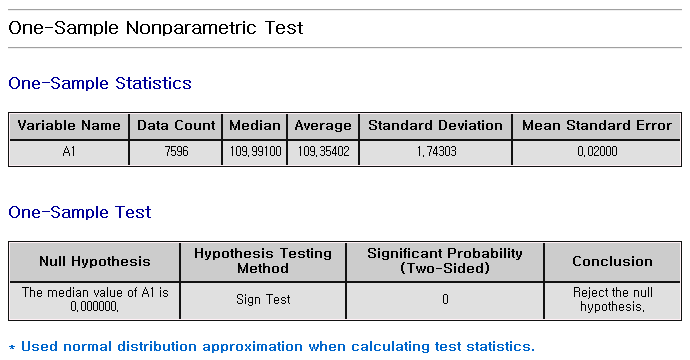 One-Sample Nonparametric Test
One-Sample Statistics
Variable Name Data Count Median Average Standard Deviation Mean Standard Error
A1 7596 109,99100 109,35402 1,74303 0,02000
One-Sample Test
Null Hypothesis Hypothesis Testing Method Significant Probability (Two-Sided) Conclusion
The median value of A1 is 0,000000, Sign Test 0 Reject the null hypothesis,
* Used normal distribution approximation when calculating test statistics.